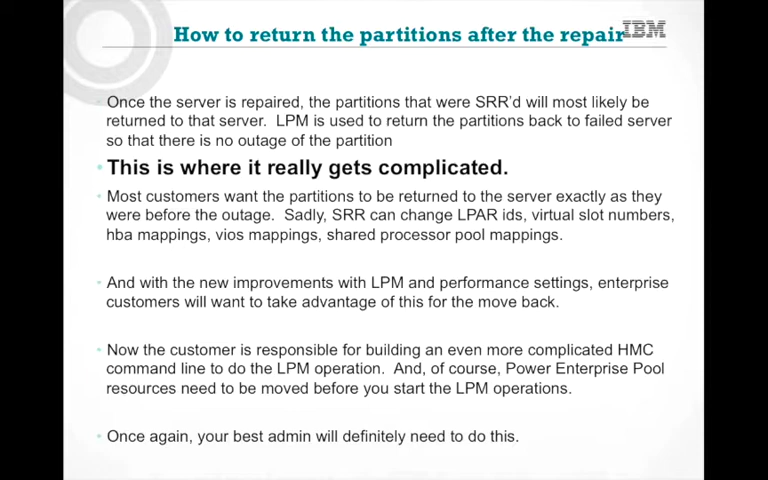 How to return the partitions after the repair
IBM
Once the server is repaired, the partitions that were SRR'd will most likely be
returned to that server. LPM is used to return the partitions back to failed server
so that there is no outage of the partition
This is where it really gets complicated.
Most customers want the partitions to be returned to the server exactly as they
were before the outage. Sadly, SRR can change LPAR ids, virtual slot numbers,
hba mappings, vios mappings, shared processor pool mappings.
And with the new improvements with LPM and performance settings, enterprise
customers will want to take advantage of this for the move back.
Now the customer is responsible for building an even more complicated HMC
command line to do the LPM operation. And, of course, Power Enterprise Pool
resources need to be moved before you start the LPM operations.
Once again, your best admin will definitely need to do this.